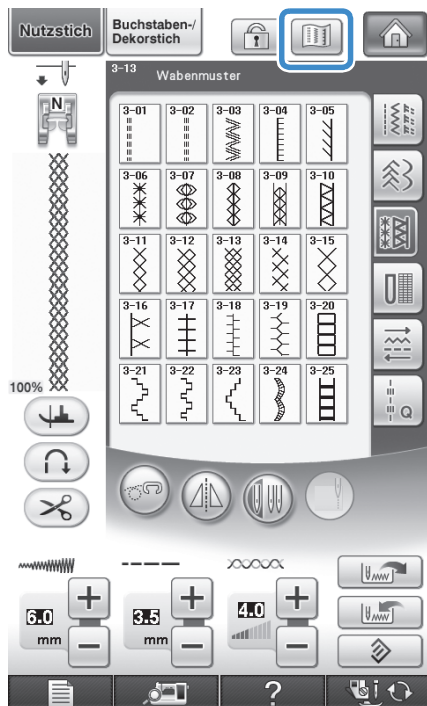 Nutzstich
Buchstaben-/
Dekorstich
3-13
Wabenmuster
N
3-01 3-02 3-03 3-04 3-05
3-06 3-07 3-08 3-09 3-10
3-11 3-12 3-13 3-14 3-15
3-16 3-17 3-18 3-19 3-20
3-21 3-22 3-23 3-24 3-25
Q
100%
6.0
mm
3.5
mm
4.0
?